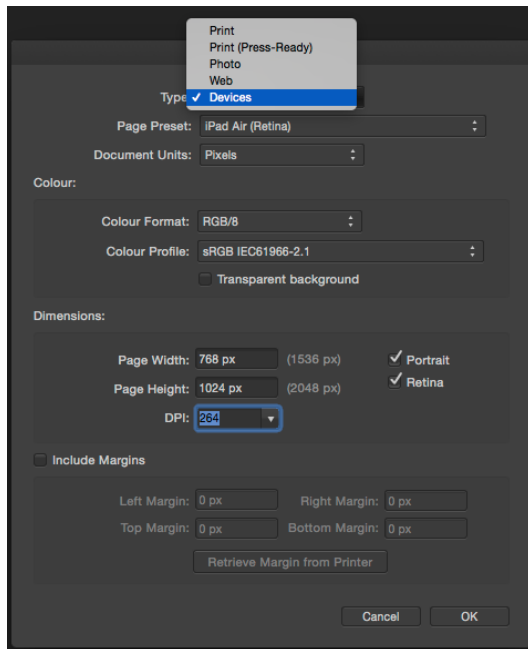 Print
Print (Press-Ready)
Photo
Web
Type ✓ Devices
Page Preset: iPad Air (Retina)
Document Units: Pixels
Colour:
Colour Format: RGB/8
Colour Profile: sRGB IEC61966-2.1
Transparent background
Dimensions:
Page Width: 768 px (1536 px) Portrait
Page Height: 1024 px (2048 px) Retina
DPI: 264
Include Margins
Left Margin: 0 px Right Margin: 0 px
Top Margin: 0 px Bottom Margin: 0 px
Retrieve Margin from Printer
Cancel OK